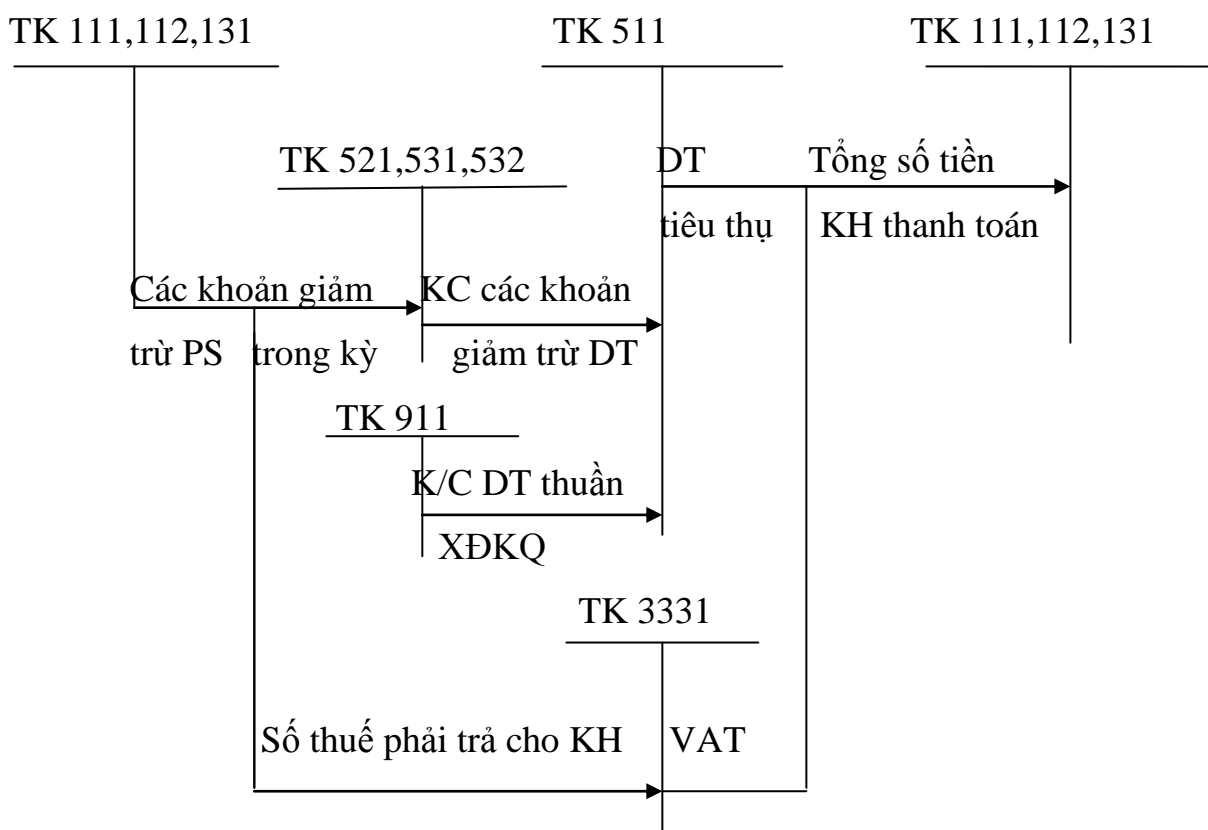 TK 111,112,131
TK 511
TK 111,112,131
TK 521,531,532
DT
Tổng số tiền
tiêu thụ
KH thanh toán
Các khoản giảm
KC các khoản
trừ PS trong kỳ
giảm trừ DT
TK 911
K/C DT thuần
XĐKQ
TK 3331
Số thuế phải trả cho KH
VAT